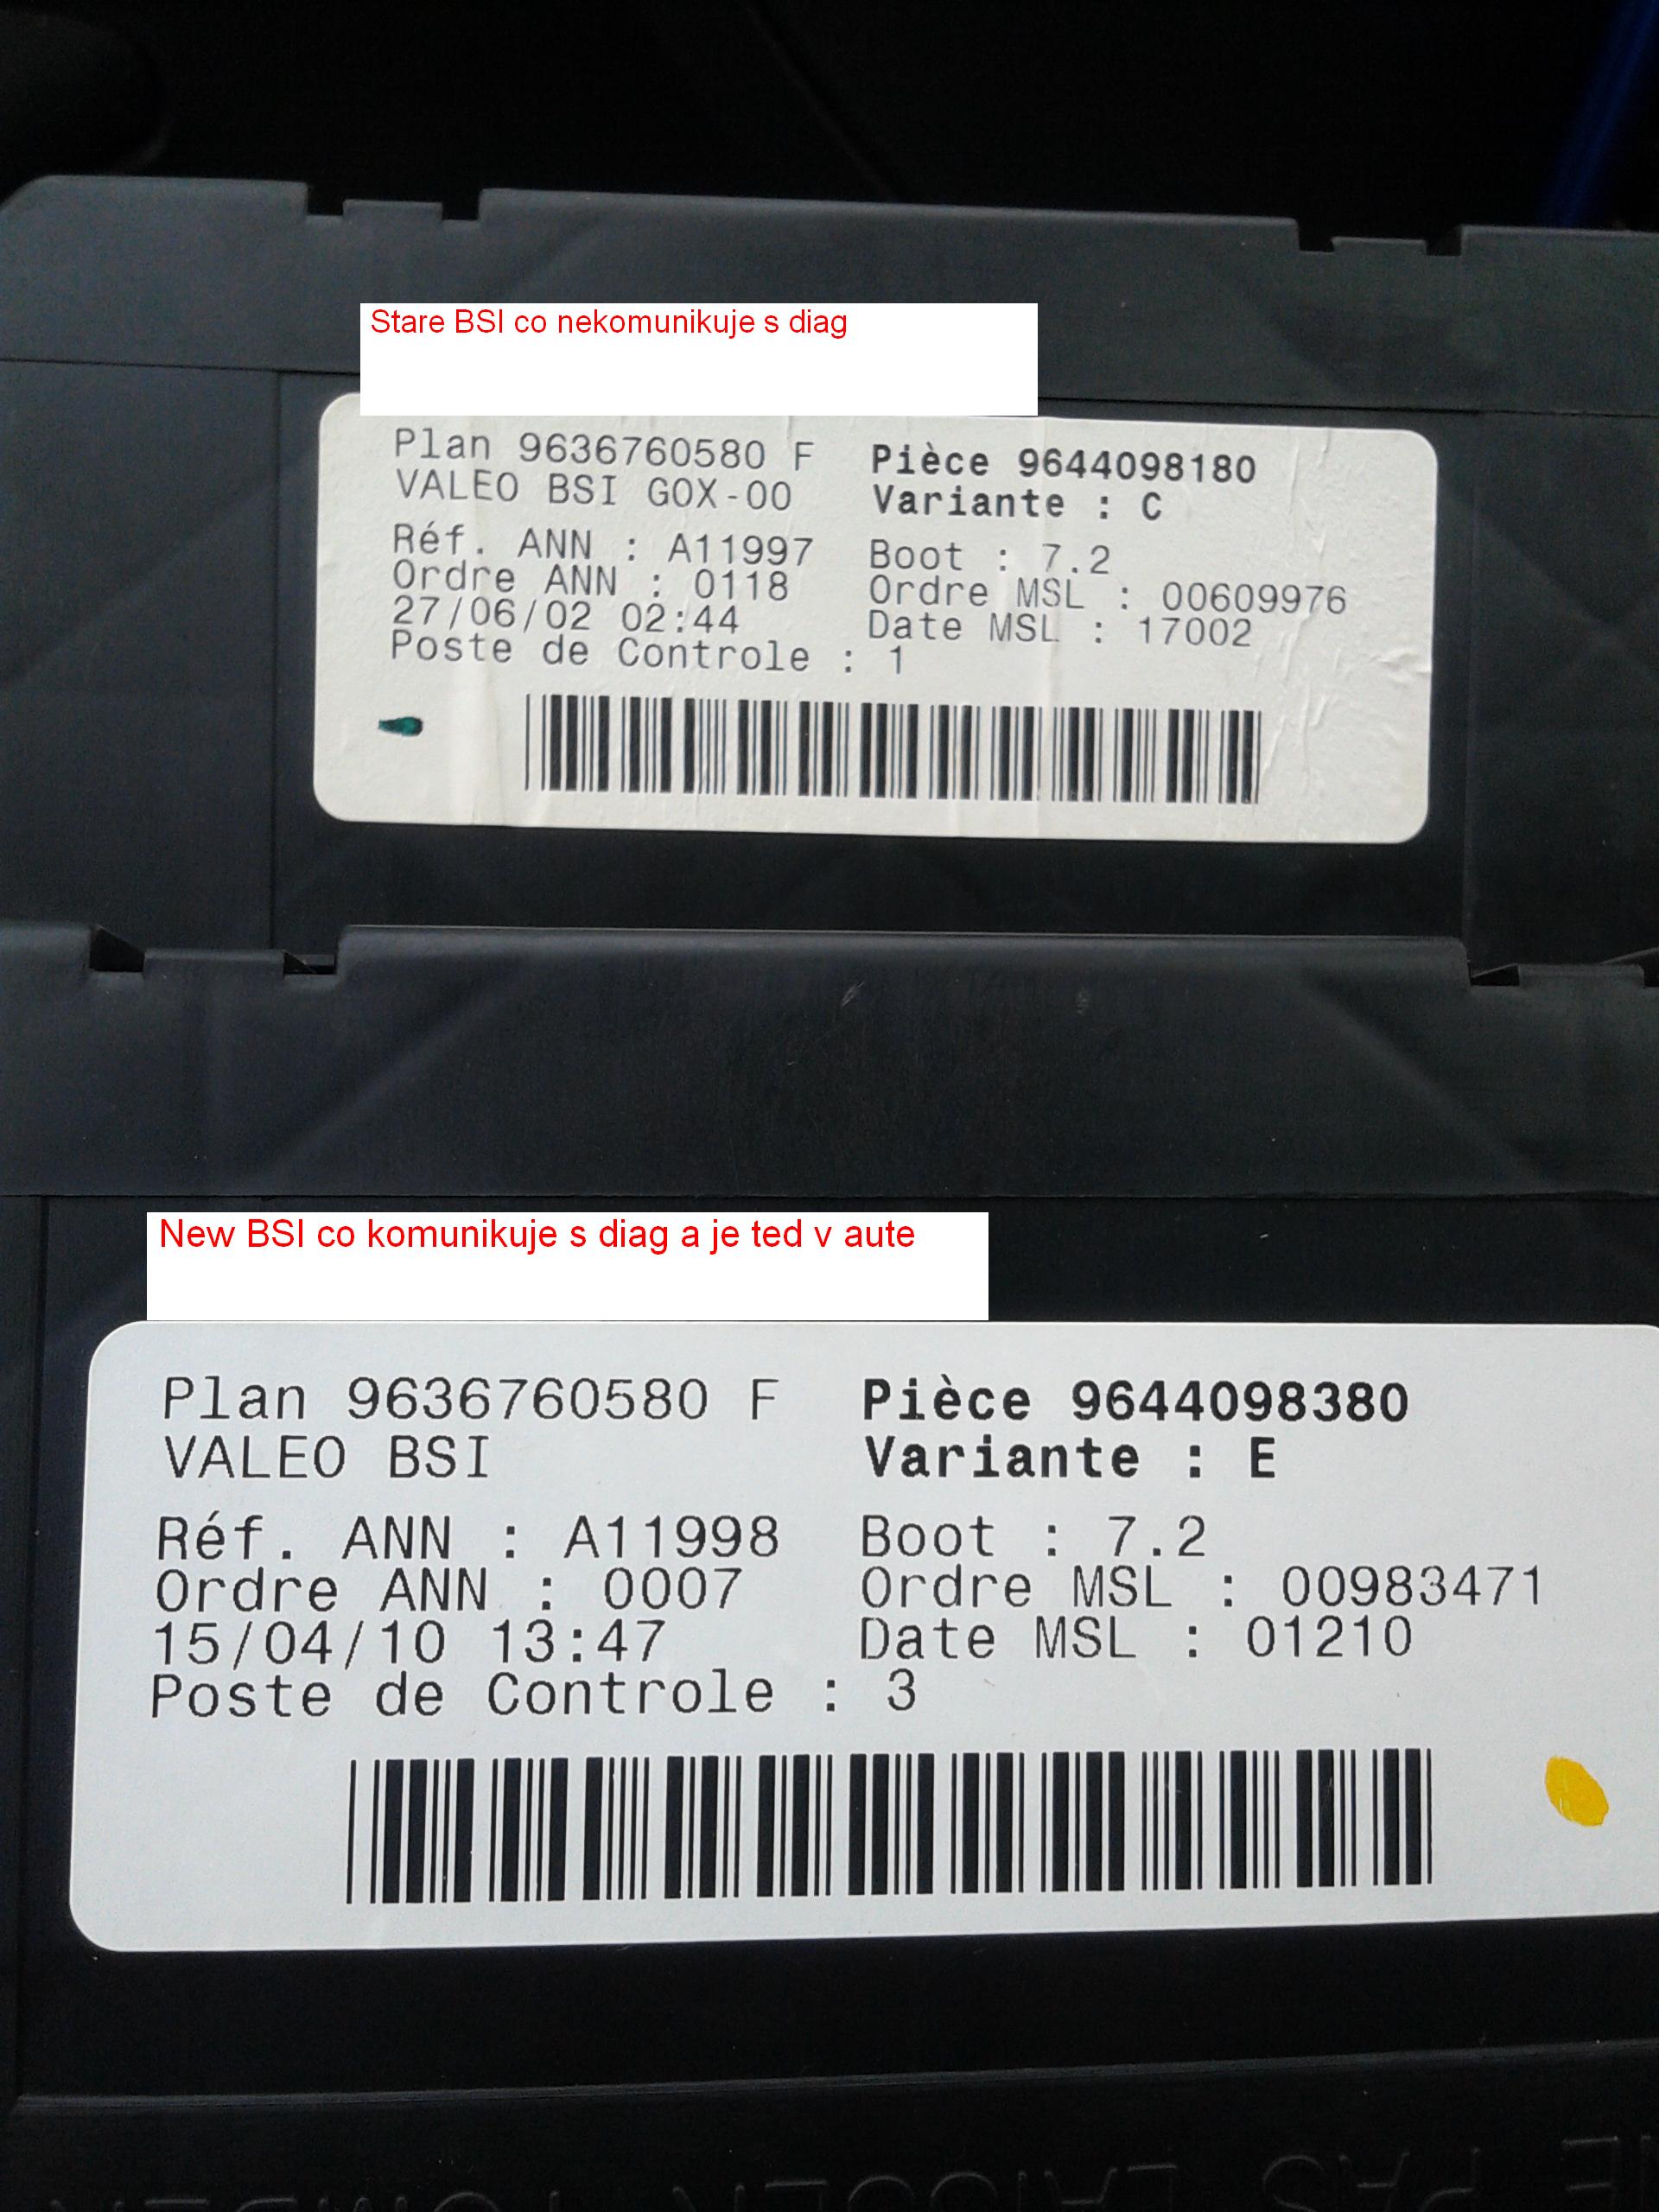 Stare BSI co nekomunikuje s diag
Plan 9636760580 F Pièce 9644098180
VALEO BSI GOX-00 Variante : C
Réf. ANN : A11997 Boot : 7.2
Ordre ANN : 0118 Ordre MSL : 00609976
27/06/02 02:44 Date MSL : 17002
Poste de Controle : 1
New BSI co komunikuje s diag a je ted v aute
Plan 9636760580 F Pièce 9644098380
VALEO BSI Variante : E
Réf. ANN : A11998 Boot : 7.2
Ordre ANN : 0007 Ordre MSL : 00983471
15/04/10 13:47 Date MSL : 01210
Poste de Controle : 3
NE PAS LAISSER TOMBER